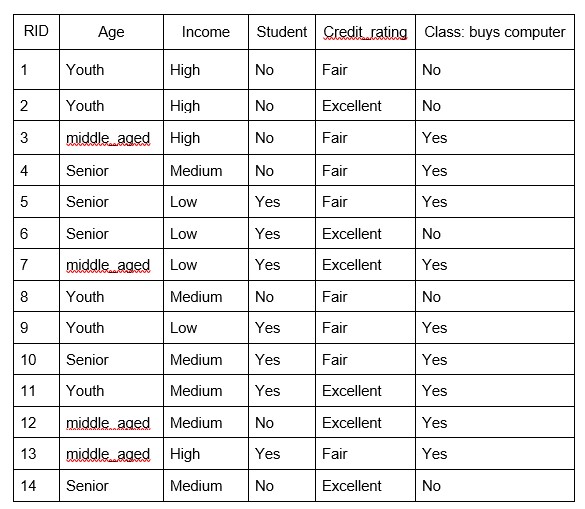 RID Age Income Student Credit_rating Class: buys computer
1 Youth High No Fair No
2 Youth High No Excellent No
3 middle_aged High No Fair Yes
4 Senior Medium No Fair Yes
5 Senior Low Yes Fair Yes
6 Senior Low Yes Excellent No
7 middle_aged Low Yes Excellent Yes
8 Youth Medium No Fair No
9 Youth Low Yes Fair Yes
10 Senior Medium Yes Fair Yes
11 Youth Medium Yes Excellent Yes
12 middle_aged Medium No Excellent Yes
13 middle_aged High Yes Fair Yes
14 Senior Medium No Excellent No